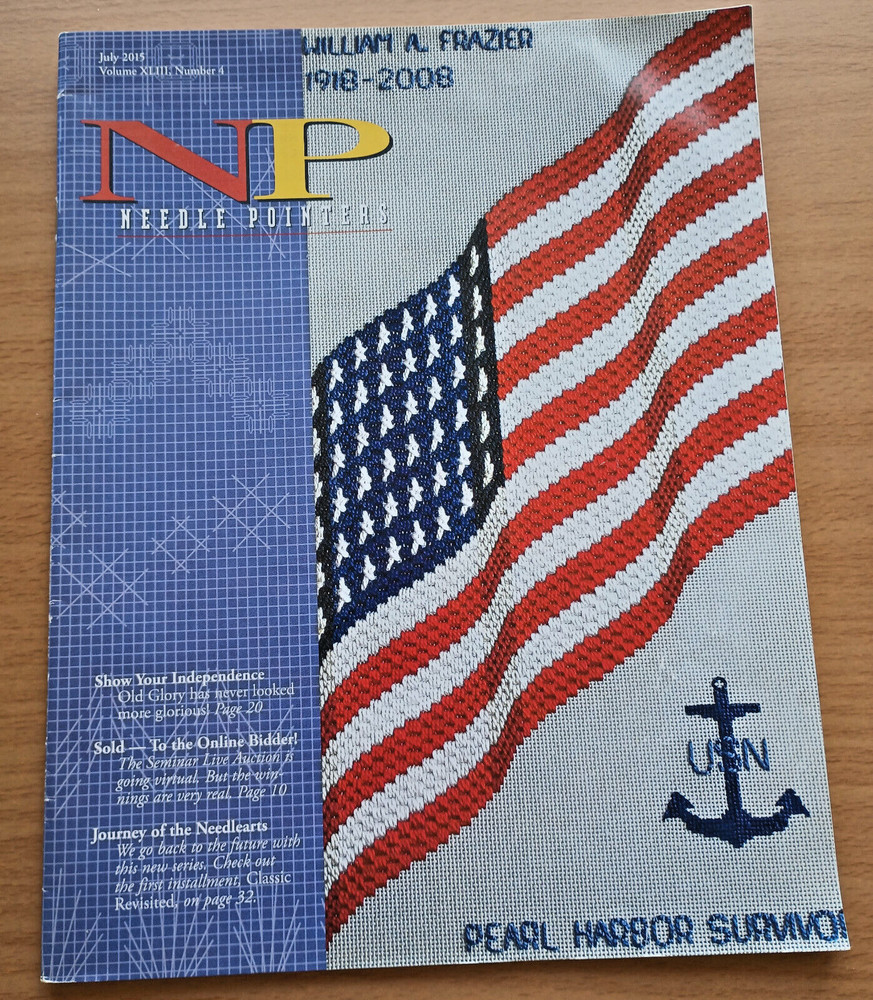 July 2015
Volume XLIII, Number 4
WILLIAM A. FRAZIER
1918-2008
NP
NEEDLE POINTERS
Show Your Independence
Old Glory has never looked
more glorious! Page 20
Sold — To the Online Bidder!
The Seminar Live Auction is
going virtual. But the win-
nings are very real. Page 10
Journey of the Needlearts
We go back to the future with
this new series. Check out
the first installment, Classic
Revisited, on page 32.
USN
PEARL HARBOR SURVIVO